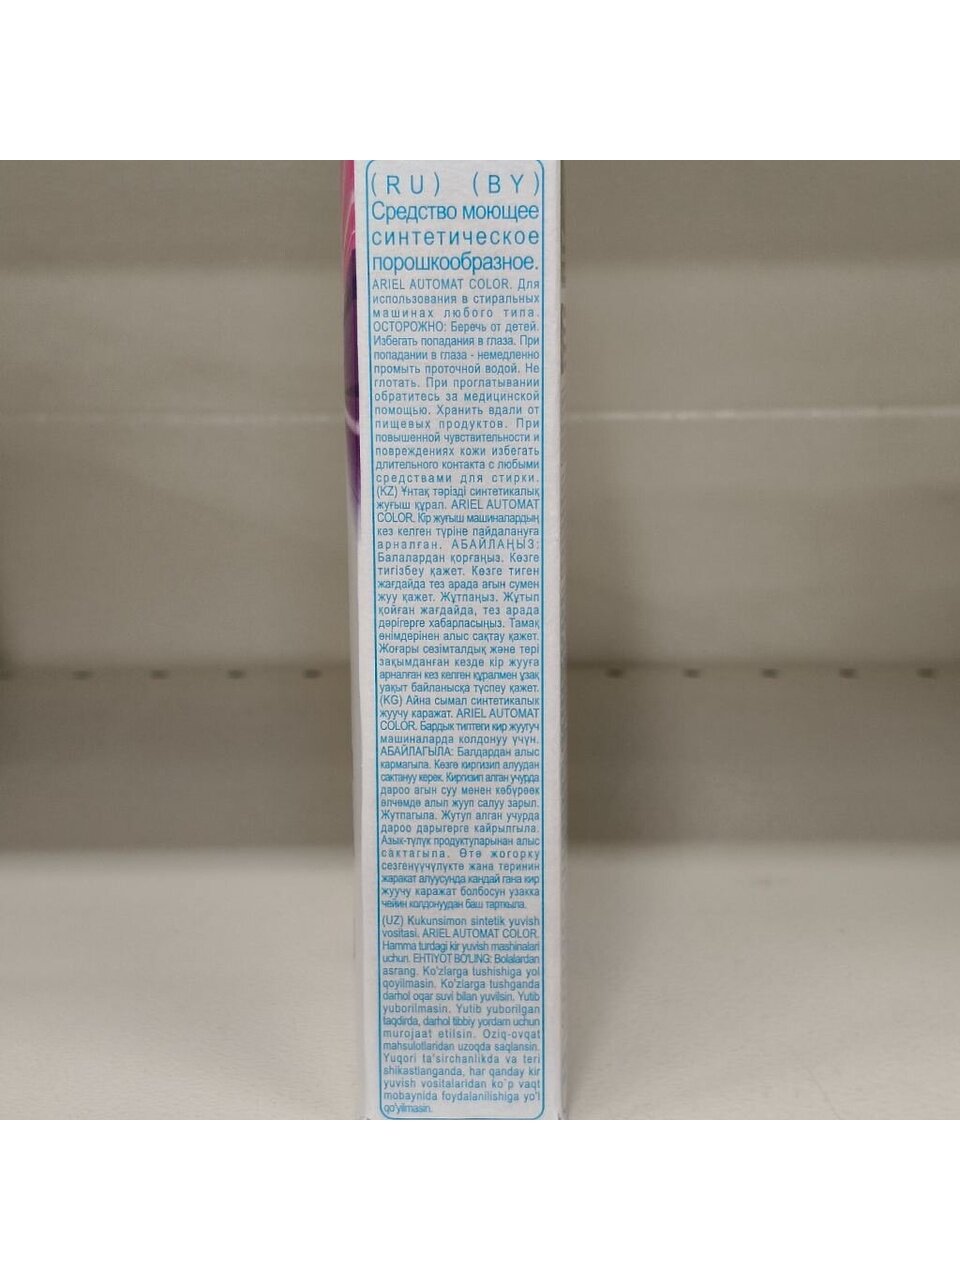 (RU) (BY)
Средство моющее
синтетическое
порошкообразное.
ARIEL AUTOMAT COLOR. Для
использования в стиральных
машинах любого типа.
ОСТОРОЖНО: Беречь от детей.
Избегать попадания в глаза. При
попадании в глаза - немедленно
промыть проточной водой. Не
глотать. При проглатывании
обратитесь за медицинской
помощью. Хранить вдали от
пищевых продуктов. При
повышенной чувствительности и
повреждениях кожи избегать
длительного контакта с любыми
средствами для стирки.
(KZ) Ұнтақ тәрізді синтетикалық
жуғыш құрал. ARIEL AUTOMAT
COLOR. Кір жуғыш машиналардың
кез келген түріне пайдалануға
арналған. АБАЙЛАҢЫЗ:
Балалардан қорғаңыз. Көзге
тигізбеу қажет. Көзге тиген
жағдайда тез арада ағын сумен
жуу қажет. Жұтпаңыз. Жұтып
қойған жағдайда, тез арада
дәрігерге хабарласыңыз. Тамақ
өнімдерінен алыс сақтау қажет.
Жоғары сезімталдық және тері
зақымданған кезде кір жууға
арналған кез келген құралмен ұзақ
уақыт байланысқа түспеу қажет.
(KG) Айна сымал синтетикалык
жуучу каражат. ARIEL AUTOMAT
COLOR. Бардык типтеги кир жуугуч
машиналарда колдонуу үчүн.
АБАЙЛАГЫЛА: Балдардан алыс
кармагыла. Көзгө киргизип алуудан
сактануу керек. Киргизип алган учурда
дароо агын суу менен көбүрөөк
өлчөмдө алып жууп салуу зарыл.
Жутпагыла. Жутуп алган учурда
дароо дарыгерге кайрылгыла.
Азык-түлүк продуктуларынан алыс
сактагыла. Өтө жогорку
сезгенүүчүлүктө жана теринин
жаракат алуусунда кандай гана кир
жуучу каражат болбосун узакка
чейин колдонуудан баш тарткыла.
(UZ) Kukunsimon sintetik yuvish
vositasi. ARIEL AUTOMAT COLOR.
Hamma turdagi kir yuvish mashinalari
uchun. EHTIYOT BO'LING: Bolalardan
asrang. Ko'zlarga tushishiga yol
qoyilmasin. Ko'zlarga tushganda
darhol oqar suvi bilan yuvilsin. Yutib
yuborilmasin. Yutib yuborilgan
taqdirda, darhol tibbiy yordam uchun
murojaat etilsin. Oziq-ovqat
mahsulotlaridan uzoqda saqlansin.
Yuqori ta'sirchanlikda va teri
shikastlanganda, har qanday kir
yuvish vositalaridan ko`p vaqt
mobaynida foydalanilishiga yo'l
qo'yilmasin.